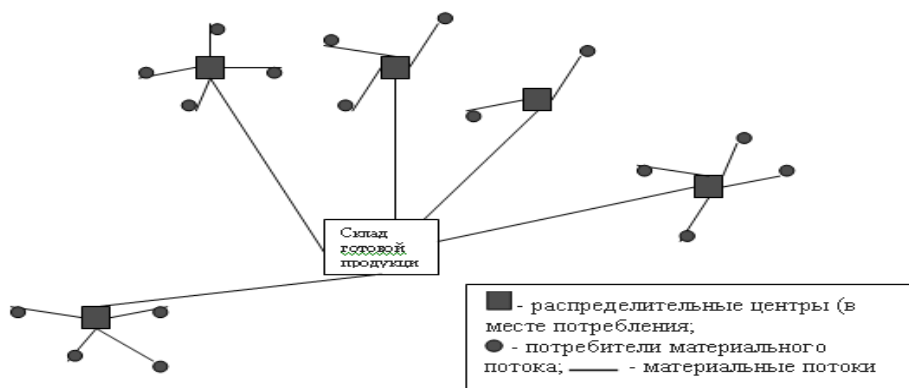 Склад
готовой
продукци
- распределительные центры (в
месте потребления;
- потребители материального
потока; —— - материальные потоки